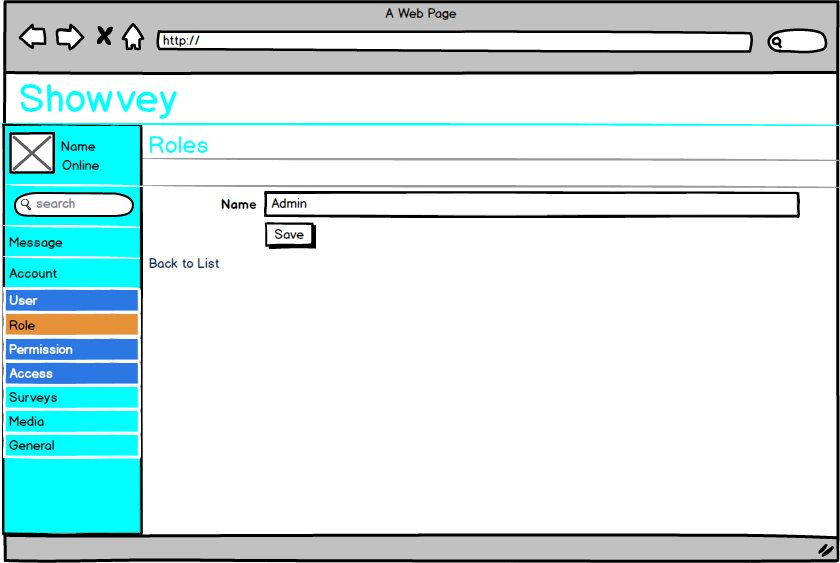 A Web Page
http://
Showvey
Name
Online
Roles
search
Name
Admin
Save
Message
Back to List
Account
User
Role
Permission
Access
Surveys
Media
General